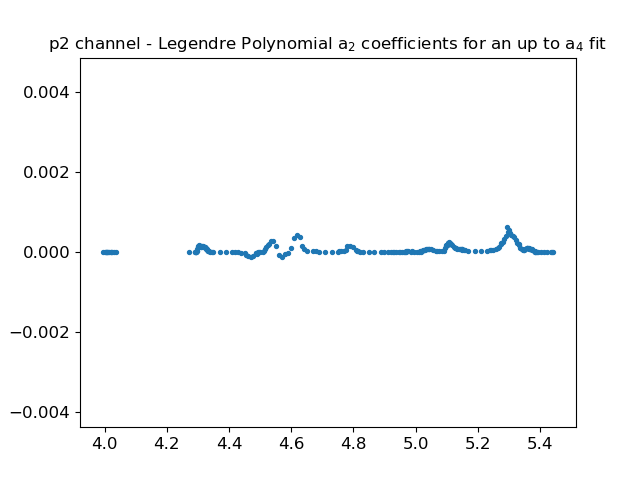 p2 channel - Legendre Polynomial a₂ coefficients for an up to a₄ fit
0.004
0.002
0.000
−0.002
−0.004
4.0 4.2 4.4 4.6 4.8 5.0 5.2 5.4